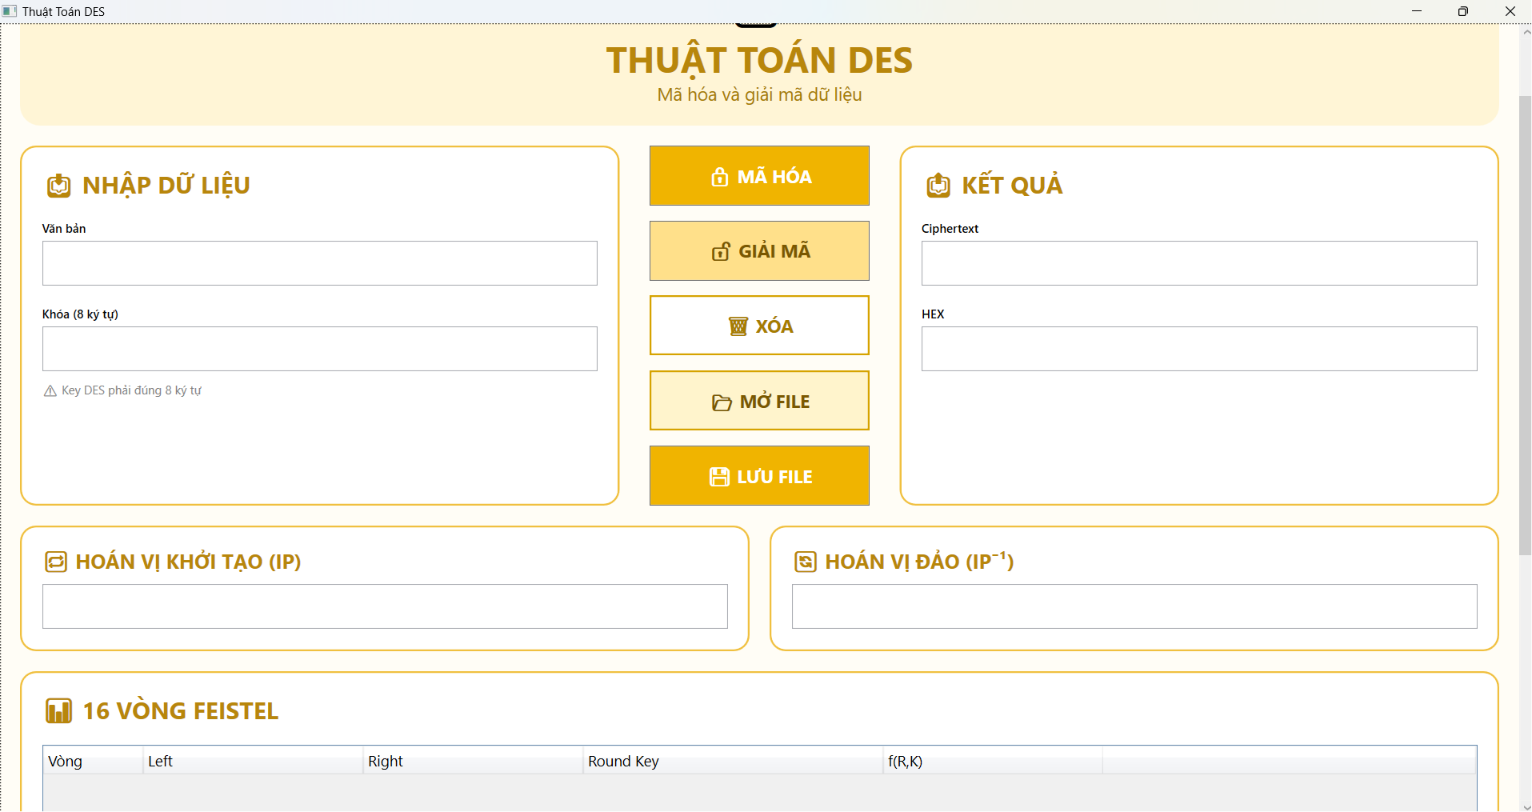 Thuật Toán DES
THUẬT TOÁN DES
Mã hóa và giải mã dữ liệu
NHẬP DỮ LIỆU
Văn bản
Khóa (8 ký tự)
Key DES phải đúng 8 ký tự
MÃ HÓA
GIẢI MÃ
XÓA
MỞ FILE
LƯU FILE
KẾT QUẢ
Ciphertext
HEX
HOÁN VỊ KHỞI TẠO (IP)
HOÁN VỊ ĐẢO (IP⁻¹)
16 VÒNG FEISTEL
Vòng Left Right Round Key f(R,K)